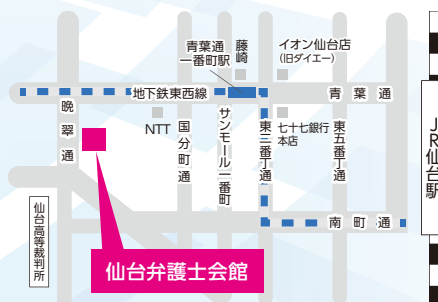 青葉通
一番町駅
藤崎
イオン仙台店
(旧ダイエー)
地下鉄東西線
青葉通
晩翠通
NTT
国分町通
サンモール一番町
東三番丁通
七十七銀行
本店
東五番丁通
JR仙台駅
仙台高等裁判所
南町通
仙台弁護士会館